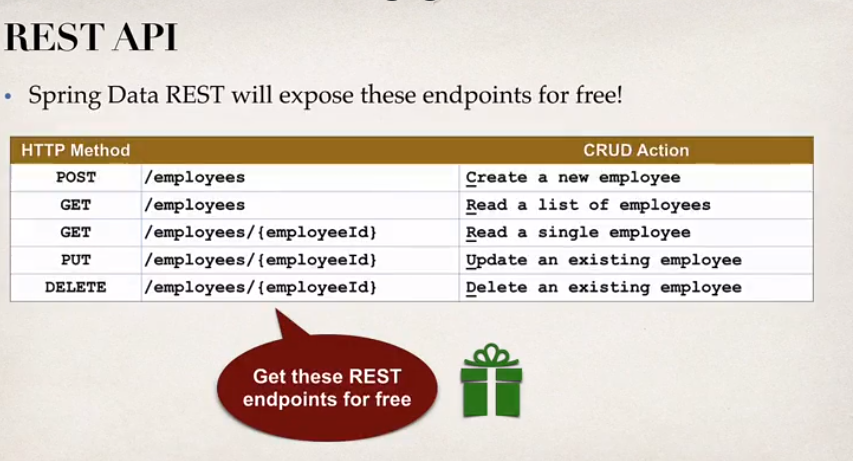 REST API
• Spring Data REST will expose these endpoints for free!
HTTP Method CRUD Action
POST /employees Create a new employee
GET /employees Read a list of employees
GET /employees/{employeeId} Read a single employee
PUT /employees/{employeeId} Update an existing employee
DELETE /employees/{employeeId} Delete an existing employee
Get these REST
endpoints for free